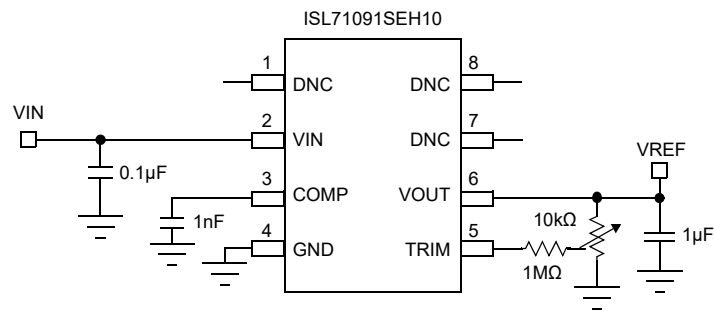 ISL71091SEH10
1
8
DNC
DNC
VIN
2
7
VIN
DNC
VREF
0.1µF
3
6
COMP
VOUT
1nF
10kΩ
4
5
1µF
GND
TRIM
1MΩ